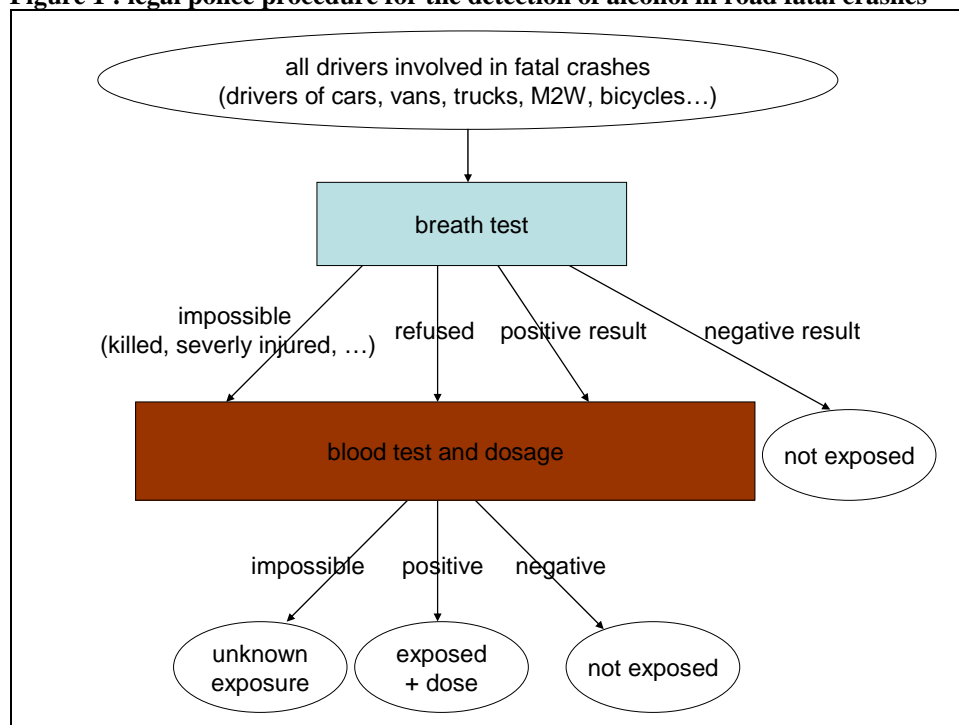 Figure 1 : legal police procedure for the detection of alcohol in road fatal crashes
all drivers involved in fatal crashes
(drivers of cars, vans, trucks, M2W, bicycles…)
breath test
impossible
(killed, severly injured, …)
refused
positive result
negative result
blood test and dosage
not exposed
impossible
positive
negative
unknown
exposure
exposed
+ dose
not exposed